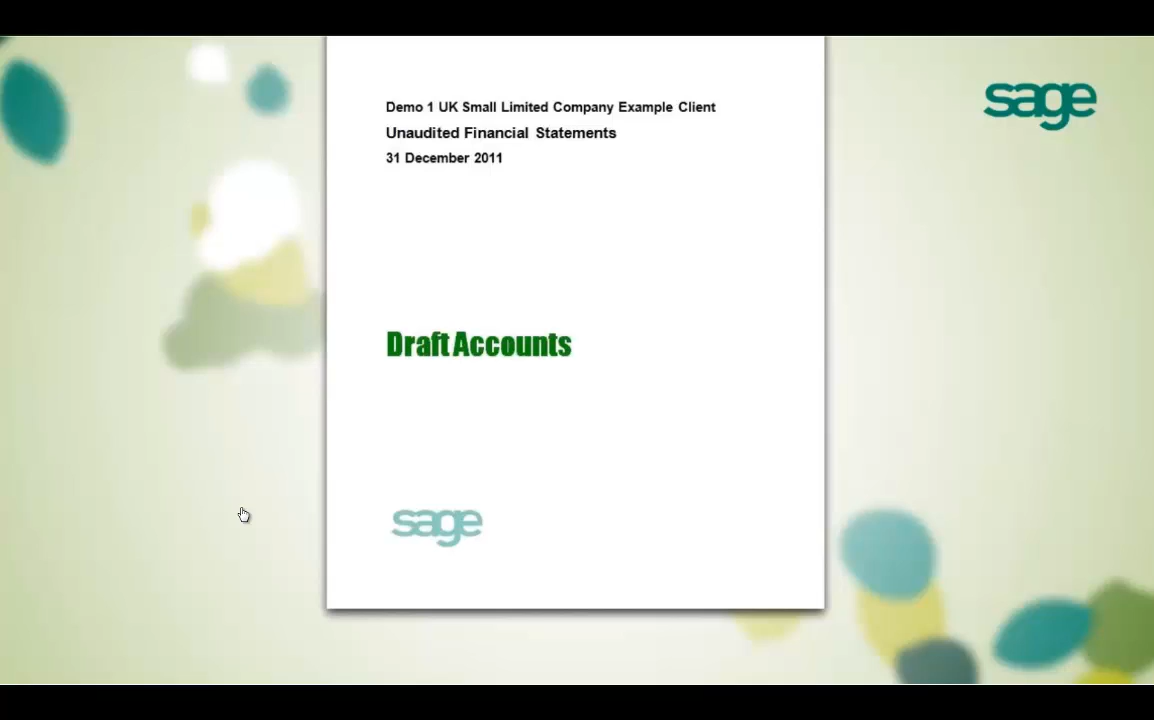 Demo 1 UK Small Limited Company Example Client
sage
Unaudited Financial Statements
31 December 2011
Draft Accounts
sage